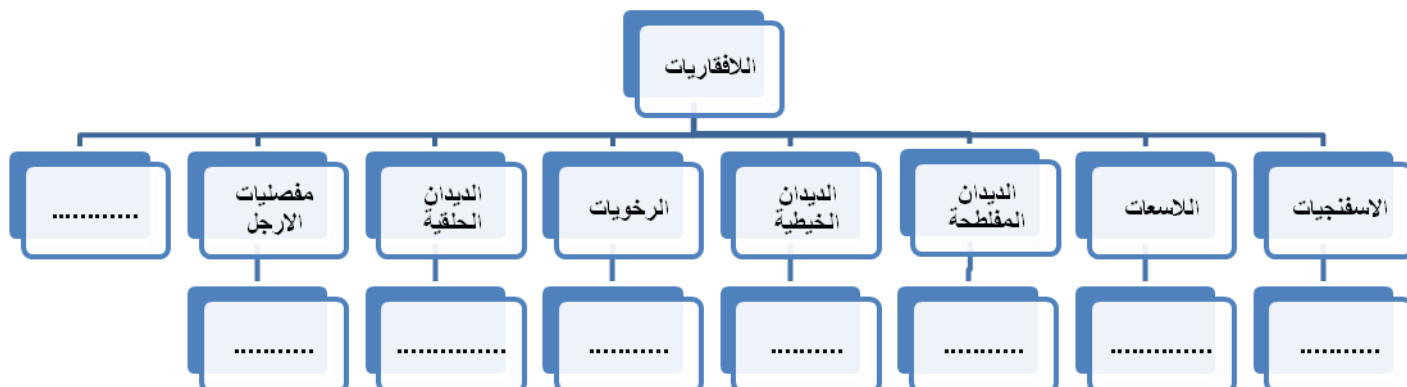 اللافقاريات
الاسفنجيات
اللاسعات
الديدان
المفلطحة
الديدان
الخيطية
الرخويات
الديدان
الحلقية
مفصليات
الارجل
............
...........
..............
...........
..........
...........
...............
...........